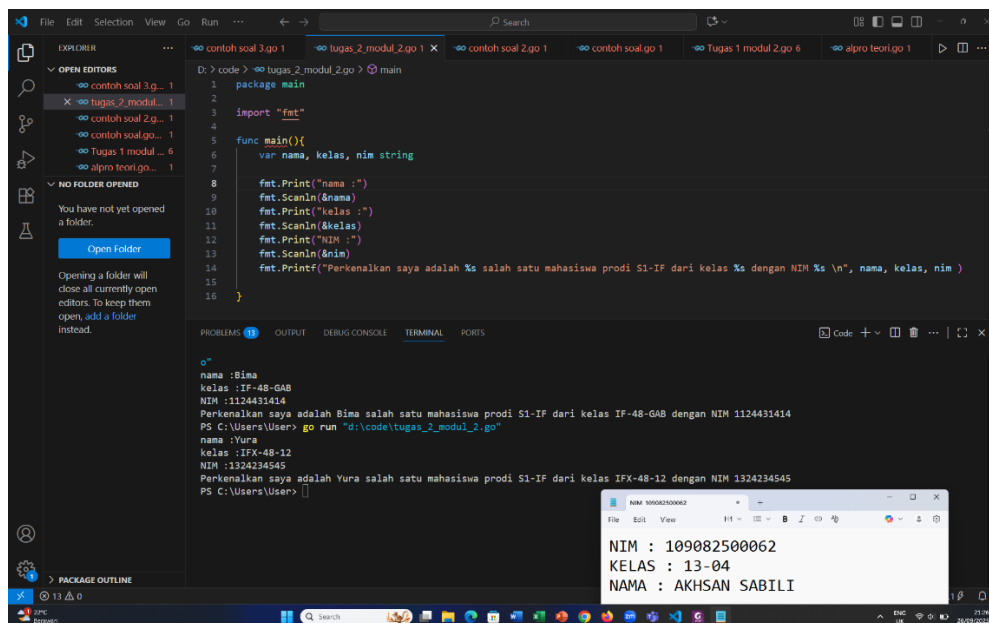 File Edit Selection View Go Run ···
Search
EXPLORER ···
contoh soal 3.go 1 tugas_2_modul_2.go 1 contoh soal 2.go 1 contoh soal.go 1 Tugas 1 modul 2.go 6 alpro teori.go 1
OPEN EDITORS
contoh soal 3.g... 1
tugas_2_modul... 1
contoh soal 2.g... 1
contoh soal.go... 1
Tugas 1 modul ... 6
alpro teori.go... 1
NO FOLDER OPENED
You have not yet opened
a folder.
Open Folder
Opening a folder will
close all currently open
editors. To keep them
open, add a folder
instead.
PACKAGE OUTLINE
D: > code > tugas_2_modul_2.go > main
1 package main
2
3 import "fmt"
4
5 func main(){
6 var nama, kelas, nim string
7
8 fmt.Print("nama :")
9 fmt.Scanln(&nama)
10 fmt.Print("kelas :")
11 fmt.Scanln(&kelas)
12 fmt.Print("NIM :")
13 fmt.Scanln(&nim)
14 fmt.Printf("Perkenalkan saya adalah %s salah satu mahasiswa prodi S1-IF dari kelas %s dengan NIM %s \n", nama, kelas, nim )
15
16 }
PROBLEMS 13 OUTPUT DEBUG CONSOLE TERMINAL PORTS
Code
o"
nama :Bima
kelas :IF-48-GAB
NIM :1124431414
Perkenalkan saya adalah Bima salah satu mahasiswa prodi S1-IF dari kelas IF-48-GAB dengan NIM 1124431414
PS C:\Users\User> go run "d:\code\tugas_2_modul_2.go"
nama :Yura
kelas :IFX-48-12
NIM :1324234545
Perkenalkan saya adalah Yura salah satu mahasiswa prodi S1-IF dari kelas IFX-48-12 dengan NIM 1324234545
PS C:\Users\User>
NIM 109082500062
File Edit View H1 B I
NIM : 109082500062
KELAS : 13-04
NAMA : AKHSAN SABILI
1
13 0
22°C
Berawan
Search
ENG
UK
21:26
26/09/2025